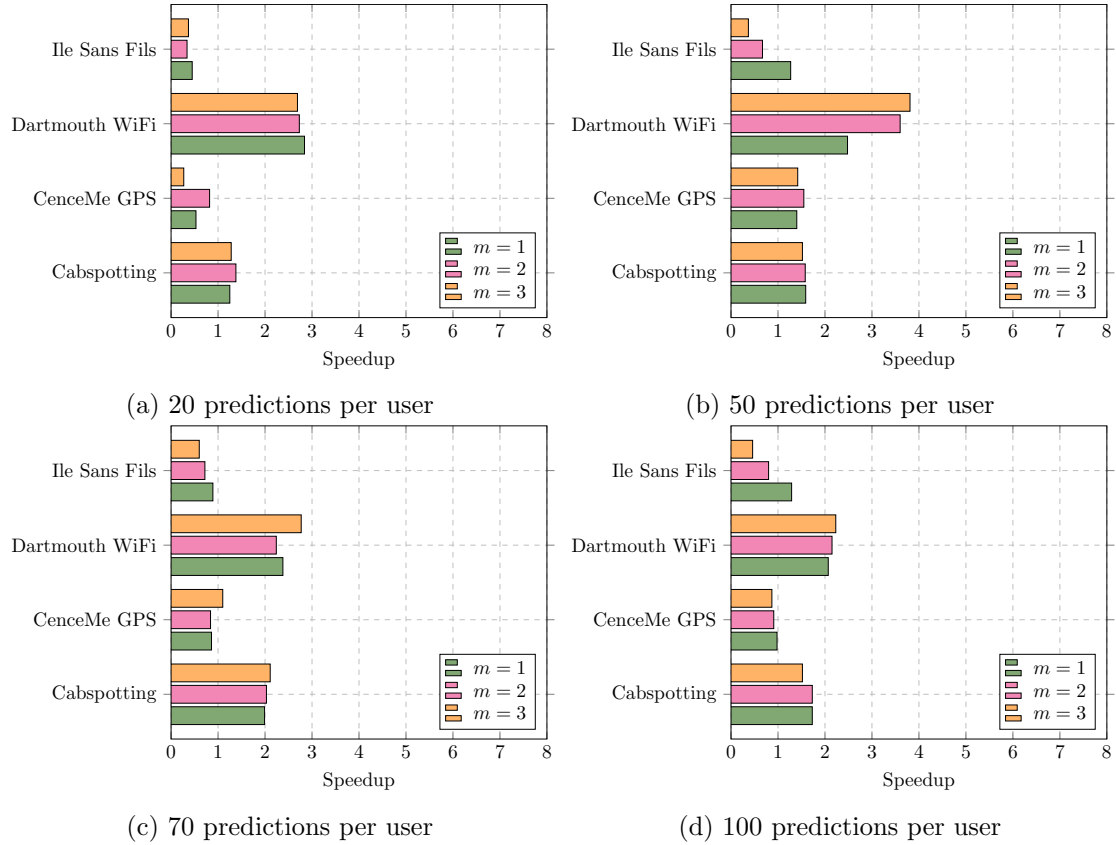 Ile Sans Fils
Dartmouth WiFi
CenceMe GPS
Cabspotting
m = 1
m = 2
m = 3
0 1 2 3 4 5 6 7 8
Speedup
(a) 20 predictions per user
Ile Sans Fils
Dartmouth WiFi
CenceMe GPS
Cabspotting
m = 1
m = 2
m = 3
0 1 2 3 4 5 6 7 8
Speedup
(b) 50 predictions per user
Ile Sans Fils
Dartmouth WiFi
CenceMe GPS
Cabspotting
m = 1
m = 2
m = 3
0 1 2 3 4 5 6 7 8
Speedup
(c) 70 predictions per user
Ile Sans Fils
Dartmouth WiFi
CenceMe GPS
Cabspotting
m = 1
m = 2
m = 3
0 1 2 3 4 5 6 7 8
Speedup
(d) 100 predictions per user